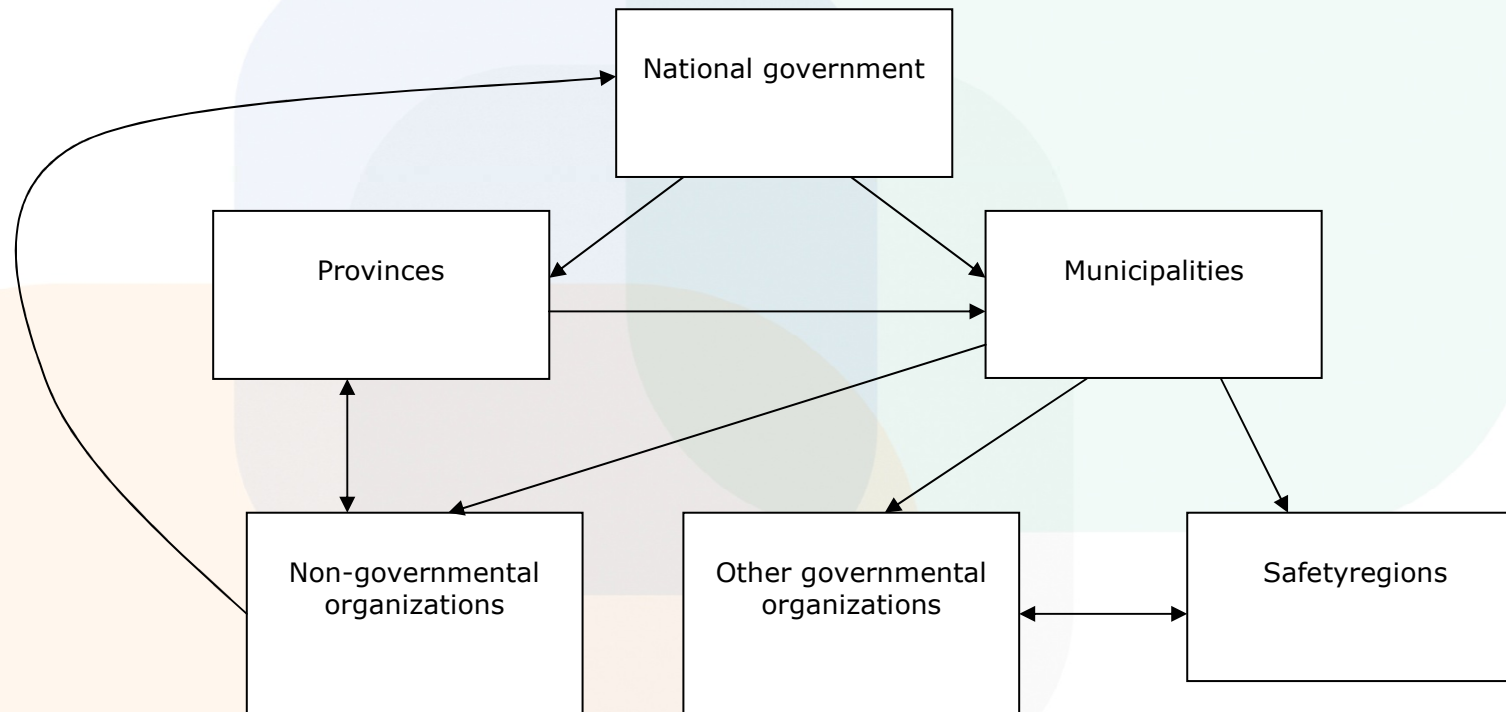 National government
Provinces
Municipalities
Non-governmental
organizations
Other governmental
organizations
Safetyregions